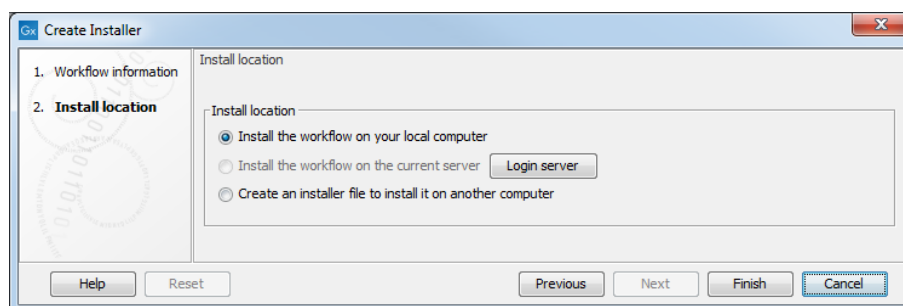 Gx Create Installer
1. Workflow information
2. Install location
Install location
Install location
Install the workflow on your local computer
Install the workflow on the current server Login server
Create an installer file to install it on another computer
Help Reset Previous Next Finish Cancel